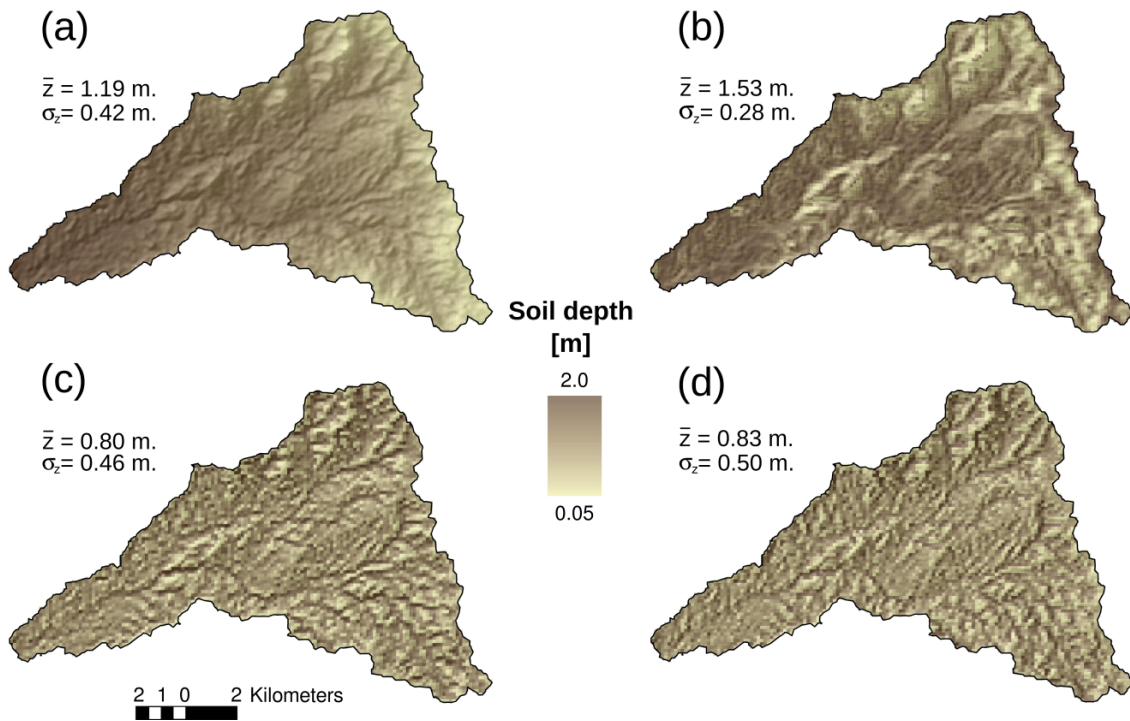 (a)
z̄ = 1.19 m.
σz= 0.42 m.
(b)
z̄ = 1.53 m.
σz= 0.28 m.
Soil depth
[m]
2.0
0.05
(c)
z̄ = 0.80 m.
σz= 0.46 m.
(d)
z̄ = 0.83 m.
σz= 0.50 m.
2 1 0 2 Kilometers